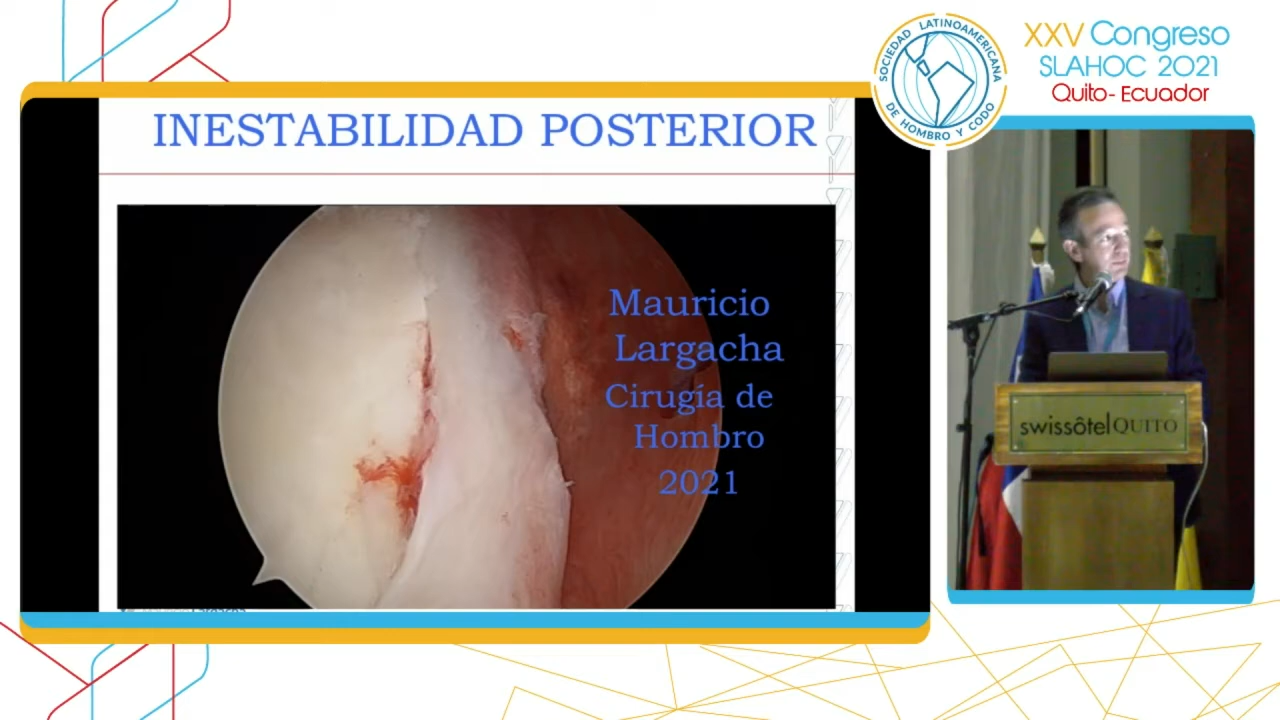 SOCIEDAD LATINOAMERICANA
DE HOMBRO Y CODO
XXV Congreso
SLAHOC 2021
Quito- Ecuador
INESTABILIDAD POSTERIOR
Mauricio
Largacha
Cirugía de
Hombro
2021
swissôtel QUITO